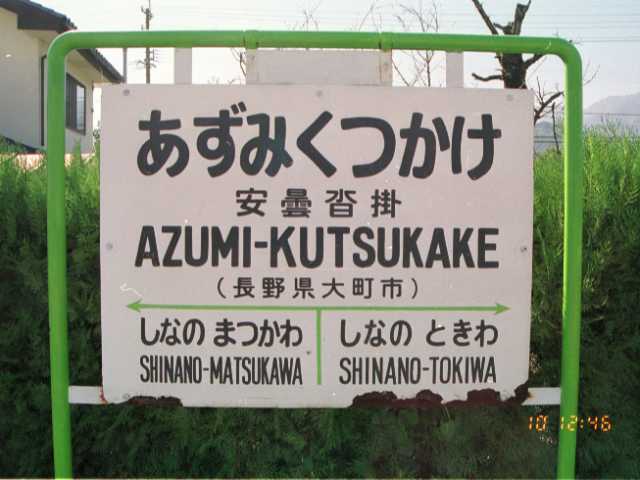 あずみくつかけ
安曇沓掛
AZUMI-KUTSUKAKE
(長野県大町市)
しなの まつかわ しなの ときわ
SHINANO-MATSUKAWA SHINANO-TOKIWA
10 12:46